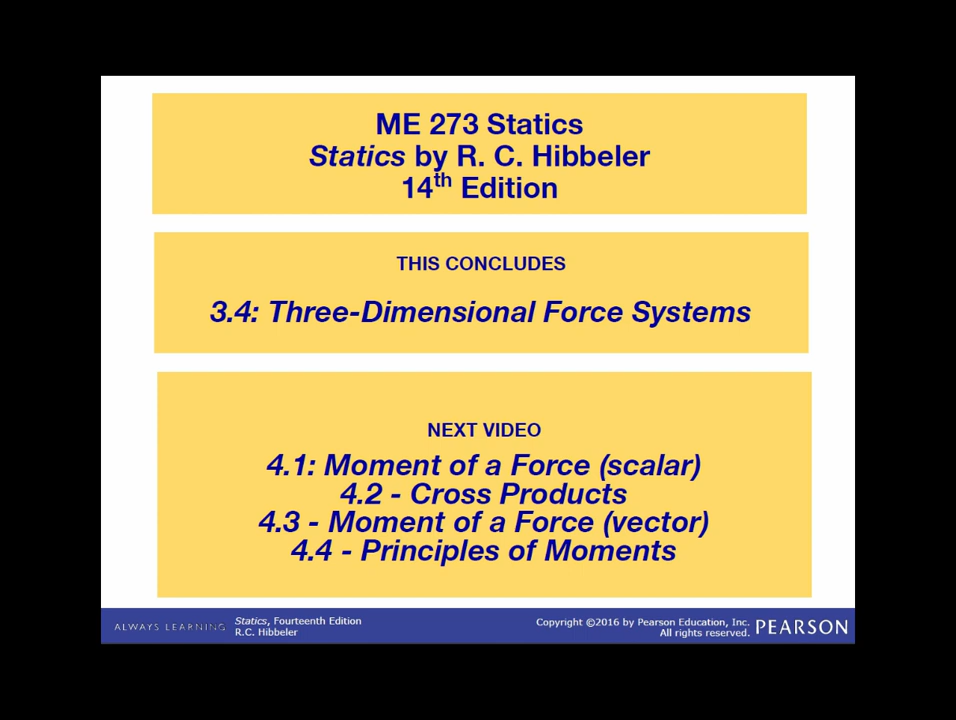 ME 273 Statics
Statics by R. C. Hibbeler
14th Edition
THIS CONCLUDES
3.4: Three-Dimensional Force Systems
NEXT VIDEO
4.1: Moment of a Force (scalar)
4.2 - Cross Products
4.3 - Moment of a Force (vector)
4.4 - Principles of Moments
ALWAYS LEARNING
Statics, Fourteenth Edition
R.C. Hibbeler
Copyright ©2016 by Pearson Education, Inc.
All rights reserved.
PEARSON